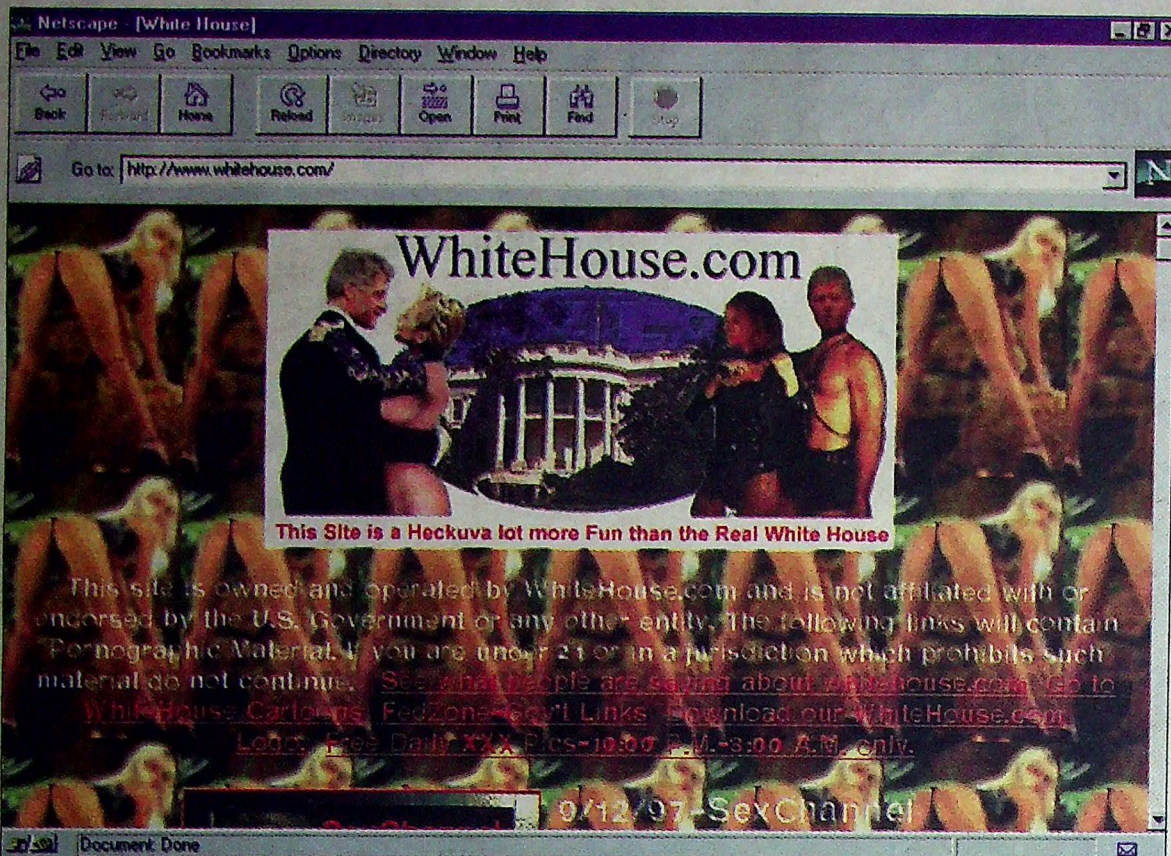 Netscape - [White House]
File Edit View Go Bookmarks Options Directory Window Help
Back Forward Home Reload Images Open Print Find Stop
Go to: http://www.whitehouse.com/
N
WhiteHouse.com
This Site is a Heckuva lot more Fun than the Real White House
This site is owned and operated by WhiteHouse.com and is not affiliated with or
endorsed by the U.S. Government or any other entity. The following links will contain
Pornographic Material. If you are under 21 or in a jurisdiction which prohibits such
material do not continue. See what people are saying about whitehouse.com Go to
WhiteHouse Cartoons FedZone-Gov't Links Download our WhiteHouse.com
Logo. Free Daily XXX Pics-10:00 P.M.-3:00 A.M. only.
9/12/97-SexChannel
Document: Done